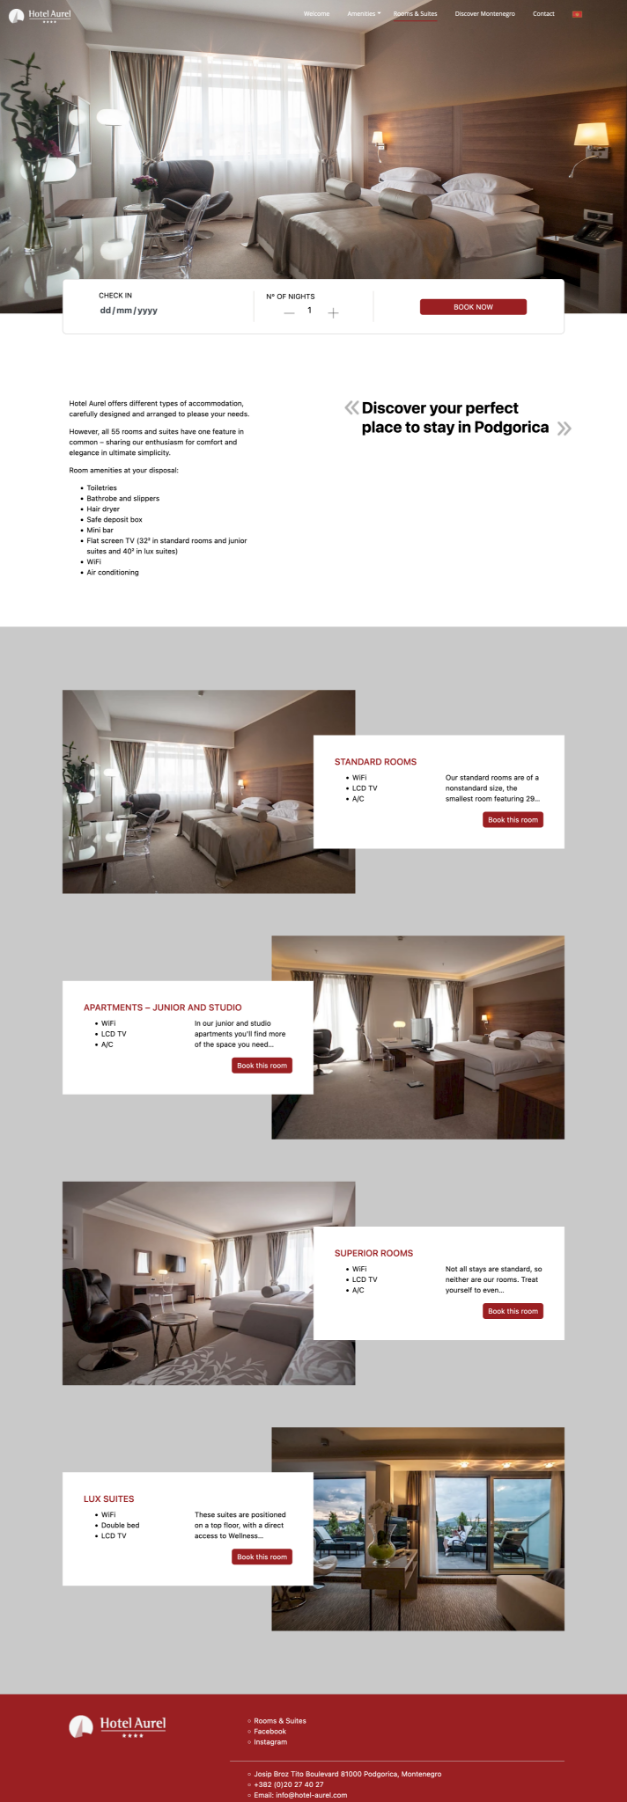 Hotel Aurel
Welcome
Amenities
Rooms & Suites
Discover Montenegro
Contact
CHECK IN
dd/mm/yyyy
N° OF NIGHTS
1
BOOK NOW
Hotel Aurel offers different types of accommodation,
carefully designed and arranged to please your needs.
However, all 55 rooms and suites have one feature in
common – sharing our enthusiasm for comfort and
elegance in ultimate simplicity.
Room amenities at your disposal:
Toiletries
Bathrobe and slippers
Hair dryer
Safe deposit box
Mini bar
Flat screen TV (32² in standard rooms and junior
suites and 40² in lux suites)
WiFi
Air conditioning
Discover your perfect
place to stay in Podgorica
STANDARD ROOMS
WiFi
LCD TV
A/C
Our standard rooms are of a
nonstandard size, the
smallest room featuring 29...
Book this room
APARTMENTS – JUNIOR AND STUDIO
WiFi
LCD TV
A/C
In our junior and studio
apartments you'll find more
of the space you need...
Book this room
SUPERIOR ROOMS
WiFi
LCD TV
A/C
Not all stays are standard, so
neither are our rooms. Treat
yourself to even...
Book this room
LUX SUITES
WiFi
Double bed
LCD TV
These suites are positioned
on a top floor, with a direct
access to Wellness...
Book this room
Hotel Aurel
Rooms & Suites
Facebook
Instagram
Josip Broz Tito Boulevard 81000 Podgorica, Montenegro
+382 (0)20 27 40 27
Email: info@hotel-aurel.com